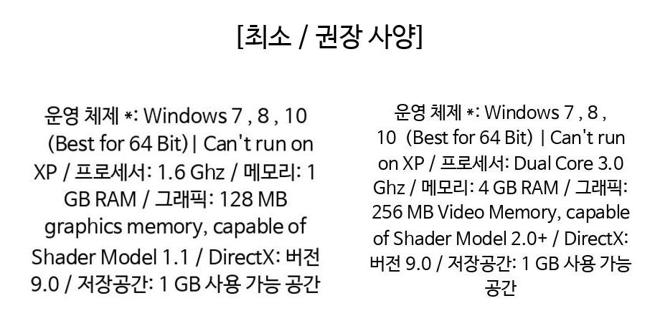 [최소 / 권장 사양]
운영 체제 *: Windows 7 , 8 , 10
(Best for 64 Bit)| Can't run on
XP / 프로세서: 1.6 Ghz / 메모리: 1
GB RAM / 그래픽: 128 MB
graphics memory, capable of
Shader Model 1.1 / DirectX: 버전
9.0 / 저장공간: 1 GB 사용 가능 공간
운영 체제 *: Windows 7 , 8 ,
10 (Best for 64 Bit) | Can't run
on XP / 프로세서: Dual Core 3.0
Ghz / 메모리: 4 GB RAM / 그래픽:
256 MB Video Memory, capable
of Shader Model 2.0+ / DirectX:
버전 9.0 / 저장공간: 1 GB 사용 가능
공간